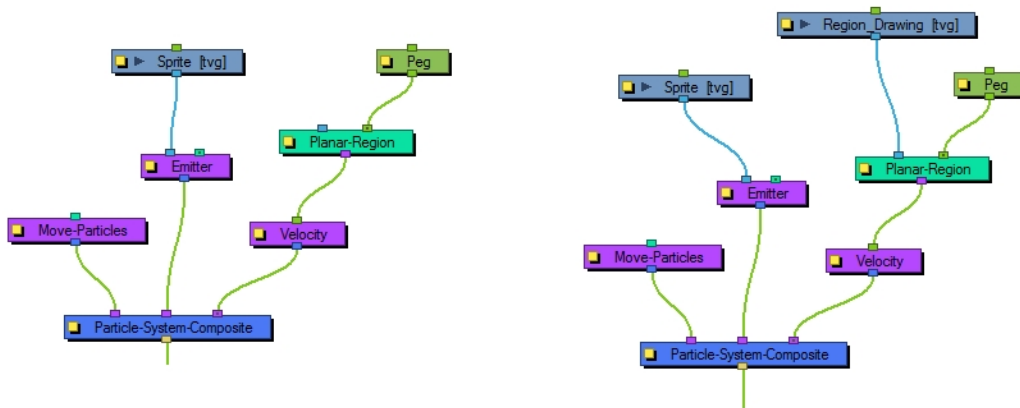 Sprite [tvg]
Peg
Planar-Region
Emitter
Move-Particles
Velocity
Particle-System-Composite
Region_Drawing [tvg]
Sprite [tvg]
Peg
Planar-Region
Emitter
Move-Particles
Velocity
Particle-System-Composite